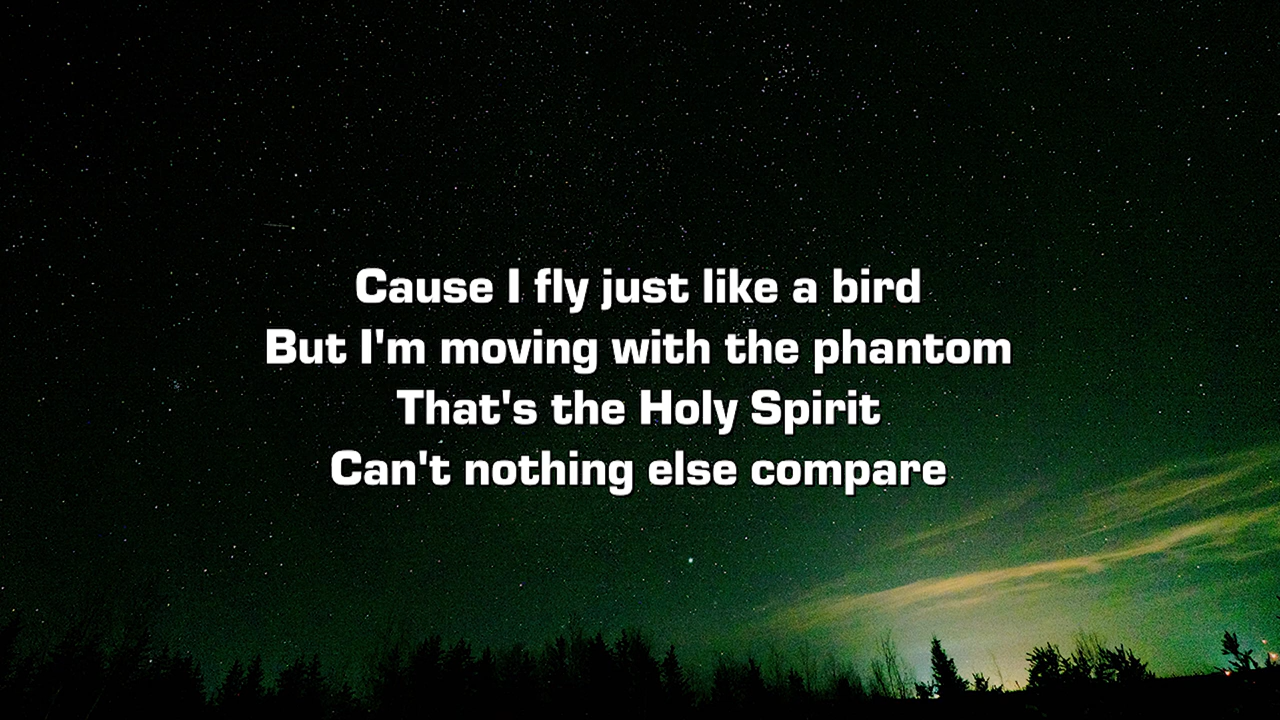 Cause I fly just like a bird
But I'm moving with the phantom
That's the Holy Spirit
Can't nothing else compare